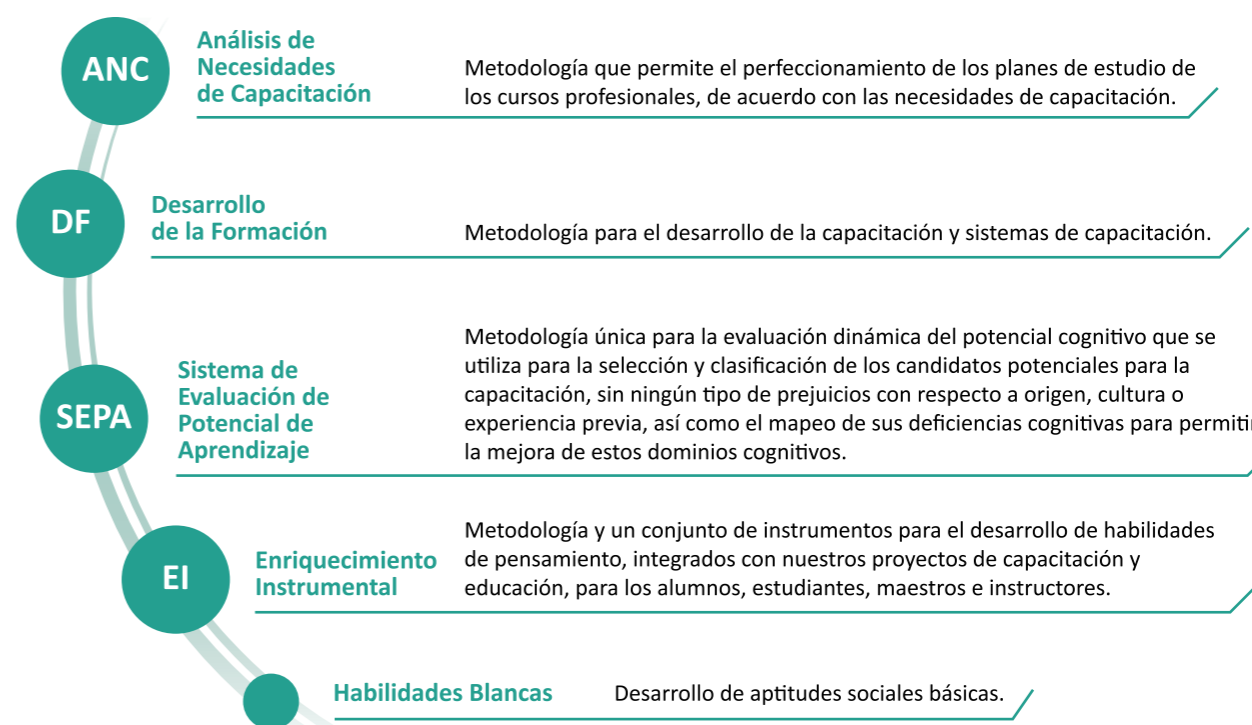 ANC
Análisis de
Necesidades
de Capacitación
Metodología que permite el perfeccionamiento de los planes de estudio de
los cursos profesionales, de acuerdo con las necesidades de capacitación.
DF
Desarrollo
de la Formación
Metodología para el desarrollo de la capacitación y sistemas de capacitación.
SEPA
Sistema de
Evaluación de
Potencial de
Aprendizaje
Metodología única para la evaluación dinámica del potencial cognitivo que se
utiliza para la selección y clasificación de los candidatos potenciales para la
capacitación, sin ningún tipo de prejuicios con respecto a origen, cultura o
experiencia previa, así como el mapeo de sus deficiencias cognitivas para permitir
la mejora de estos dominios cognitivos.
EI
Enriquecimiento
Instrumental
Metodología y un conjunto de instrumentos para el desarrollo de habilidades
de pensamiento, integrados con nuestros proyectos de capacitación y
educación, para los alumnos, estudiantes, maestros e instructores.
Habilidades Blancas
Desarrollo de aptitudes sociales básicas.